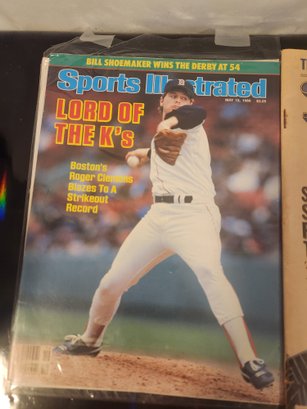 BILL SHOEMAKER WINS THE DERBY AT 54
Sports Illustrated
LORD OF
THE K's
Boston's
Roger Clemens
Blazes To A
Strikeout
Record